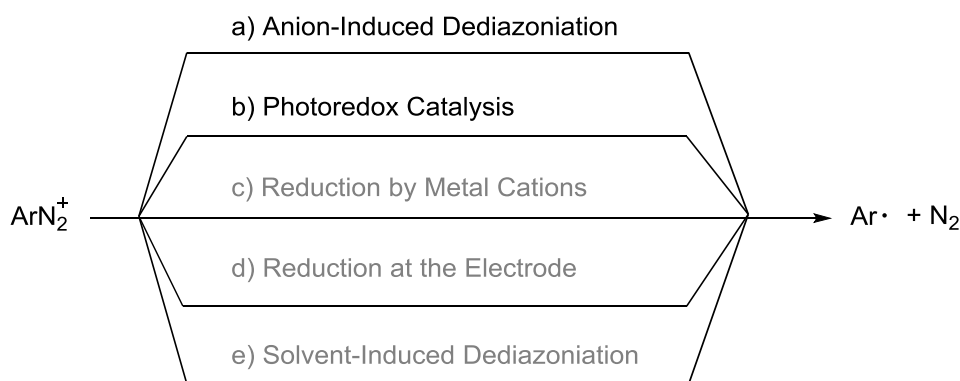 a) Anion-Induced Dediazoniation
b) Photoredox Catalysis
c) Reduction by Metal Cations
ArN₂⁺ Ar· + N₂
d) Reduction at the Electrode
e) Solvent-Induced Dediazoniation